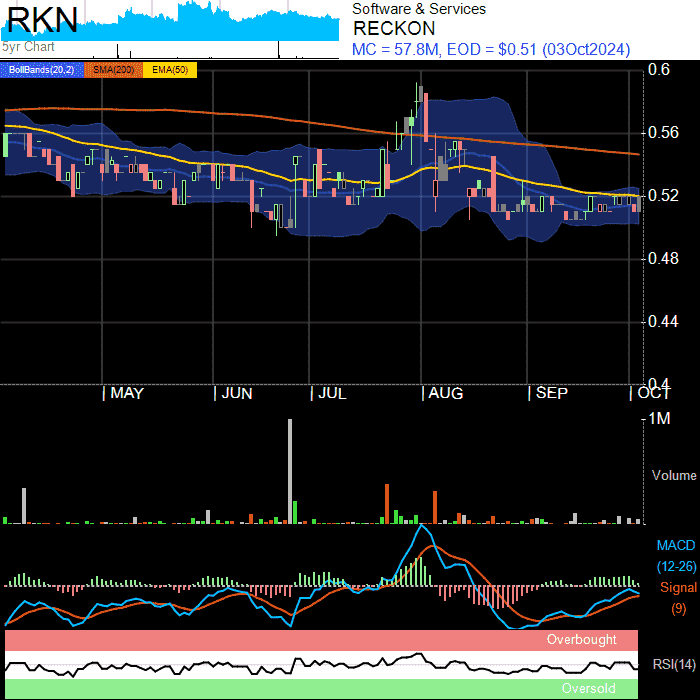 RKN
5yr Chart
Software & Services
RECKON
MC = 57.8M, EOD = $0.51 (03Oct2024)
BollBands(20,2) SMA(200) EMA(50)
0.6
0.56
0.52
0.48
0.44
0.4
MAY JUN JUL AUG SEP OCT
1M
Volume
MACD
(12-26)
Signal
(9)
Overbought
RSI(14)
Oversold